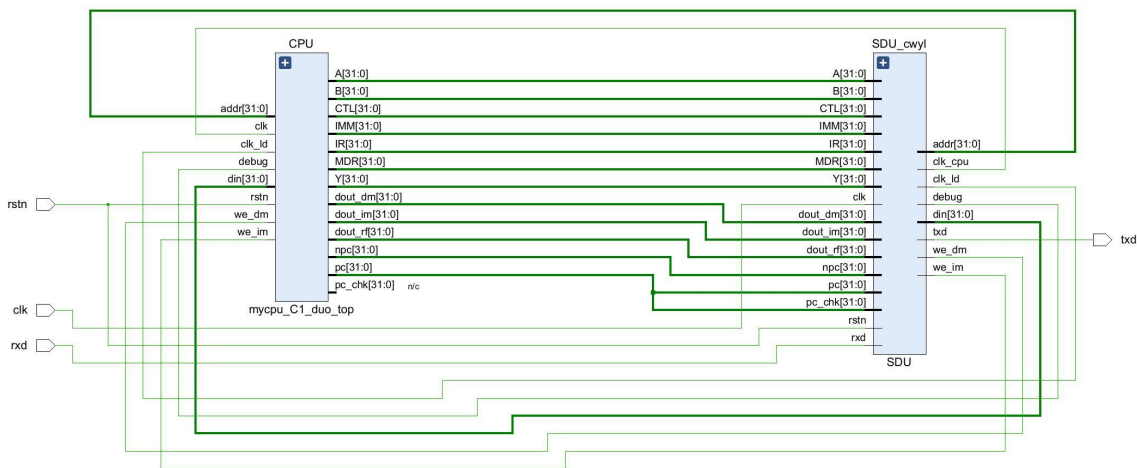 CPU
SDU_cwyl
A[31:0]
B[31:0]
CTL[31:0]
IMM[31:0]
IR[31:0]
MDR[31:0]
Y[31:0]
dout_dm[31:0]
dout_im[31:0]
dout_rf[31:0]
npc[31:0]
pc[31:0]
pc_chk[31:0] n/c
addr[31:0]
clk
clk_ld
debug
din[31:0]
rstn
we_dm
we_im
mycpu_C1_duo_top
A[31:0]
B[31:0]
CTL[31:0]
IMM[31:0]
IR[31:0]
MDR[31:0]
Y[31:0]
clk
dout_dm[31:0]
dout_im[31:0]
dout_rf[31:0]
npc[31:0]
pc[31:0]
pc_chk[31:0]
rstn
rxd
addr[31:0]
clk_cpu
clk_ld
debug
din[31:0]
txd
we_dm
we_im
SDU
rstn
clk
rxd
txd